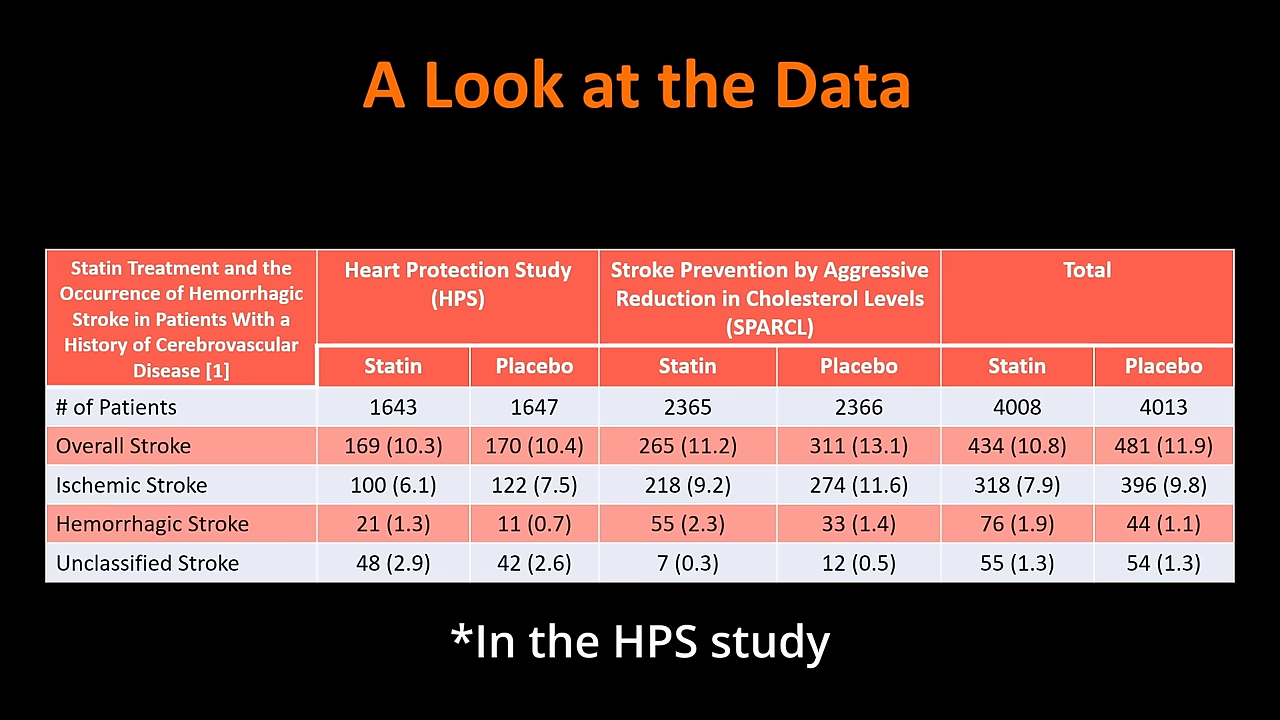 A Look at the Data
Statin Treatment and the
Occurrence of Hemorrhagic
Stroke in Patients With a
History of Cerebrovascular
Disease [1]
Heart Protection Study
(HPS)
Stroke Prevention by Aggressive
Reduction in Cholesterol Levels
(SPARCL)
Total
Statin Placebo Statin Placebo Statin Placebo
# of Patients 1643 1647 2365 2366 4008 4013
Overall Stroke 169 (10.3) 170 (10.4) 265 (11.2) 311 (13.1) 434 (10.8) 481 (11.9)
Ischemic Stroke 100 (6.1) 122 (7.5) 218 (9.2) 274 (11.6) 318 (7.9) 396 (9.8)
Hemorrhagic Stroke 21 (1.3) 11 (0.7) 55 (2.3) 33 (1.4) 76 (1.9) 44 (1.1)
Unclassified Stroke 48 (2.9) 42 (2.6) 7 (0.3) 12 (0.5) 55 (1.3) 54 (1.3)
*In the HPS study